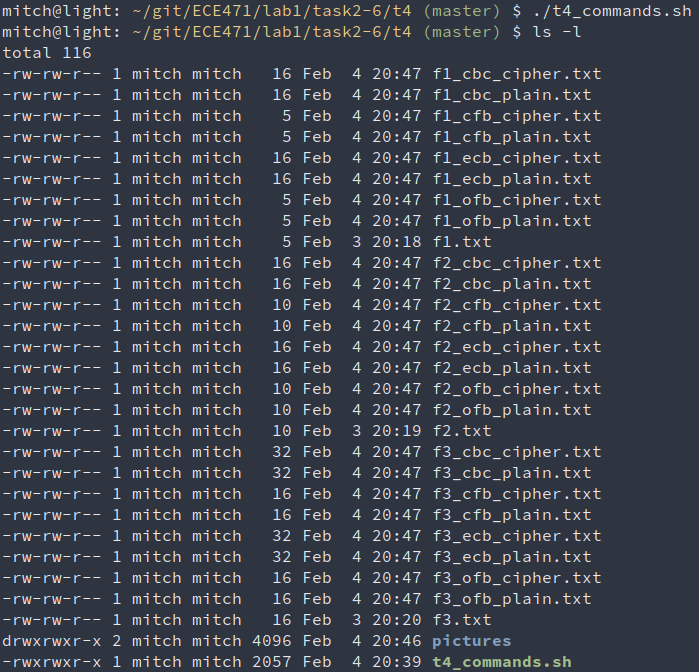 mitch@light: ~/git/ECE471/lab1/task2-6/t4 (master) $ ./t4_commands.sh
mitch@light: ~/git/ECE471/lab1/task2-6/t4 (master) $ ls -l
total 116
-rw-rw-r-- 1 mitch mitch   16 Feb  4 20:47 f1_cbc_cipher.txt
-rw-rw-r-- 1 mitch mitch   16 Feb  4 20:47 f1_cbc_plain.txt
-rw-rw-r-- 1 mitch mitch    5 Feb  4 20:47 f1_cfb_cipher.txt
-rw-rw-r-- 1 mitch mitch    5 Feb  4 20:47 f1_cfb_plain.txt
-rw-rw-r-- 1 mitch mitch   16 Feb  4 20:47 f1_ecb_cipher.txt
-rw-rw-r-- 1 mitch mitch   16 Feb  4 20:47 f1_ecb_plain.txt
-rw-rw-r-- 1 mitch mitch    5 Feb  4 20:47 f1_ofb_cipher.txt
-rw-rw-r-- 1 mitch mitch    5 Feb  4 20:47 f1_ofb_plain.txt
-rw-rw-r-- 1 mitch mitch    5 Feb  3 20:18 f1.txt
-rw-rw-r-- 1 mitch mitch   16 Feb  4 20:47 f2_cbc_cipher.txt
-rw-rw-r-- 1 mitch mitch   16 Feb  4 20:47 f2_cbc_plain.txt
-rw-rw-r-- 1 mitch mitch   10 Feb  4 20:47 f2_cfb_cipher.txt
-rw-rw-r-- 1 mitch mitch   10 Feb  4 20:47 f2_cfb_plain.txt
-rw-rw-r-- 1 mitch mitch   16 Feb  4 20:47 f2_ecb_cipher.txt
-rw-rw-r-- 1 mitch mitch   16 Feb  4 20:47 f2_ecb_plain.txt
-rw-rw-r-- 1 mitch mitch   10 Feb  4 20:47 f2_ofb_cipher.txt
-rw-rw-r-- 1 mitch mitch   10 Feb  4 20:47 f2_ofb_plain.txt
-rw-rw-r-- 1 mitch mitch   10 Feb  3 20:19 f2.txt
-rw-rw-r-- 1 mitch mitch   32 Feb  4 20:47 f3_cbc_cipher.txt
-rw-rw-r-- 1 mitch mitch   32 Feb  4 20:47 f3_cbc_plain.txt
-rw-rw-r-- 1 mitch mitch   16 Feb  4 20:47 f3_cfb_cipher.txt
-rw-rw-r-- 1 mitch mitch   16 Feb  4 20:47 f3_cfb_plain.txt
-rw-rw-r-- 1 mitch mitch   32 Feb  4 20:47 f3_ecb_cipher.txt
-rw-rw-r-- 1 mitch mitch   32 Feb  4 20:47 f3_ecb_plain.txt
-rw-rw-r-- 1 mitch mitch   16 Feb  4 20:47 f3_ofb_cipher.txt
-rw-rw-r-- 1 mitch mitch   16 Feb  4 20:47 f3_ofb_plain.txt
-rw-rw-r-- 1 mitch mitch   16 Feb  3 20:20 f3.txt
drwxrwxr-x 2 mitch mitch 4096 Feb  4 20:46 pictures
-rwxrwxr-x 1 mitch mitch 2057 Feb  4 20:39 t4_commands.sh